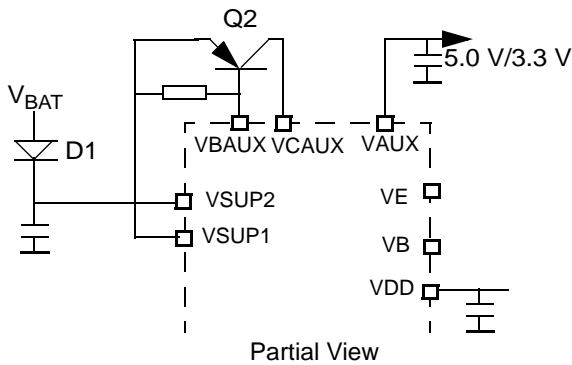 Q2
5.0 V/3.3 V
VBAT
D1
VBAUX
VCAUX
VAUX
VSUP2
VE
VSUP1
VB
VDD
Partial View